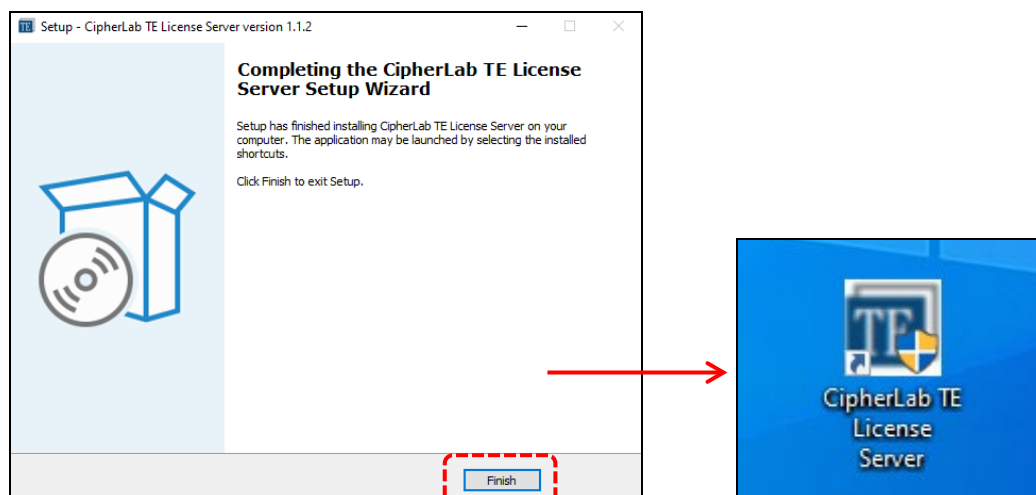 TE Setup - CipherLab TE License Server version 1.1.2
Completing the CipherLab TE License
Server Setup Wizard
Setup has finished installing CipherLab TE License Server on your
computer. The application may be launched by selecting the installed
shortcuts.
Click Finish to exit Setup.
Finish
TE
CipherLab TE
License
Server